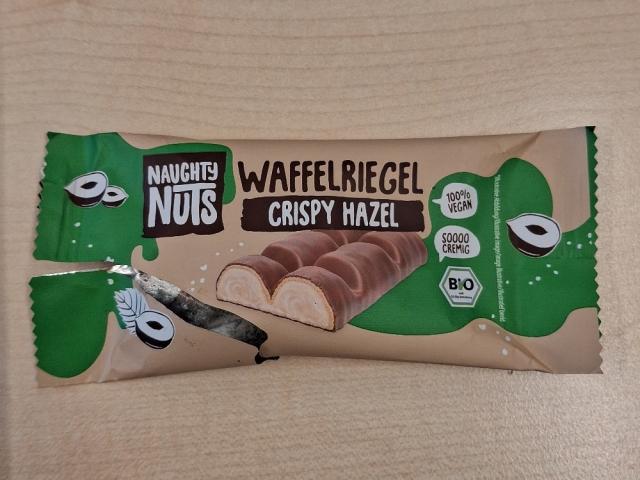 NAUGHTY
NUTS
WAFFELRIEGEL
CRISPY HAZEL
100%
VEGAN
SOOOO
CREMIG
BIO